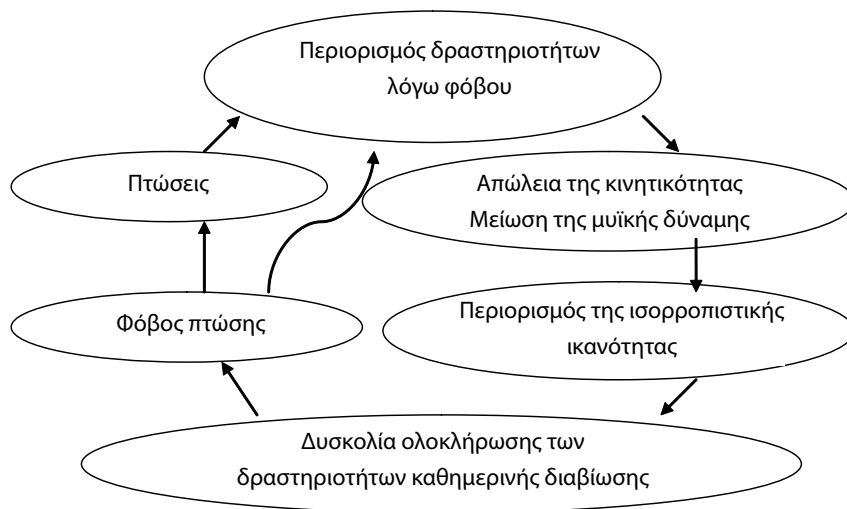 Περιορισμός δραστηριοτήτων
λόγω φόβου
Πτώσεις
Απώλεια της κινητικότητας
Μείωση της μυϊκής δύναμης
Φόβος πτώσης
Περιορισμός της ισορροπιστικής
ικανότητας
Δυσκολία ολοκλήρωσης των
δραστηριοτήτων καθημερινής διαβίωσης